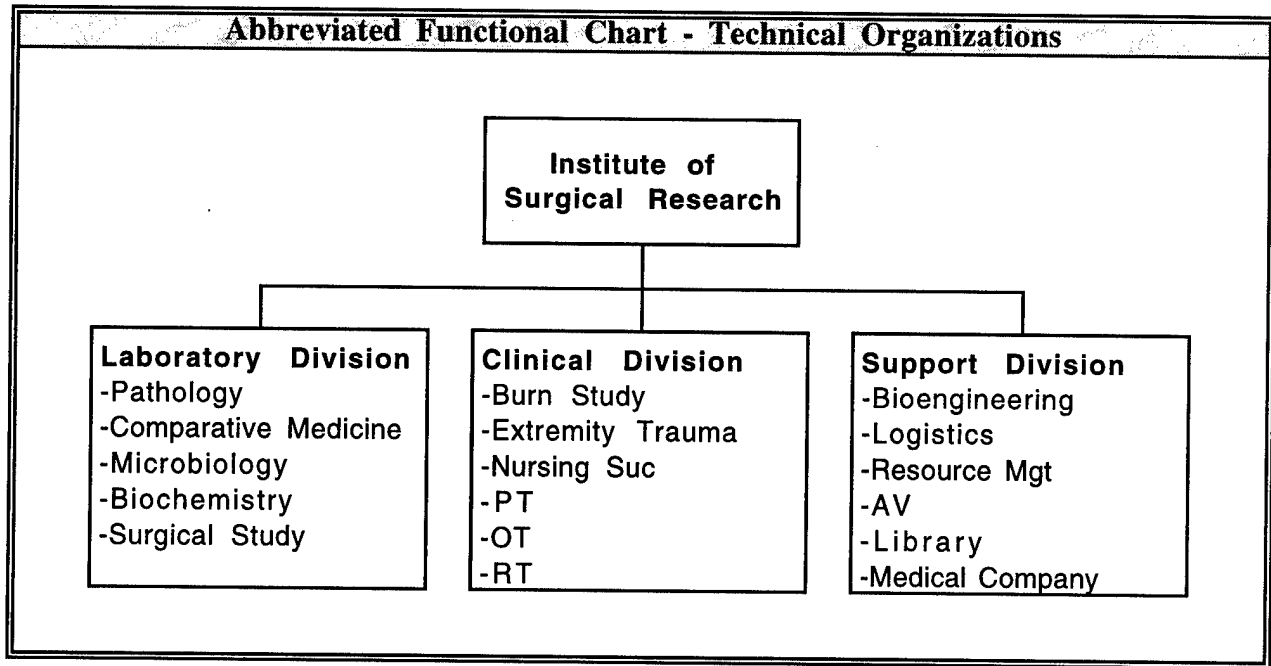 Abbreviated Functional Chart - Technical Organizations
Institute of
Surgical Research
Laboratory Division
-Pathology
-Comparative Medicine
-Microbiology
-Biochemistry
-Surgical Study
Clinical Division
-Burn Study
-Extremity Trauma
-Nursing Suc
-PT
-OT
-RT
Support Division
-Bioengineering
-Logistics
-Resource Mgt
-AV
-Library
-Medical Company